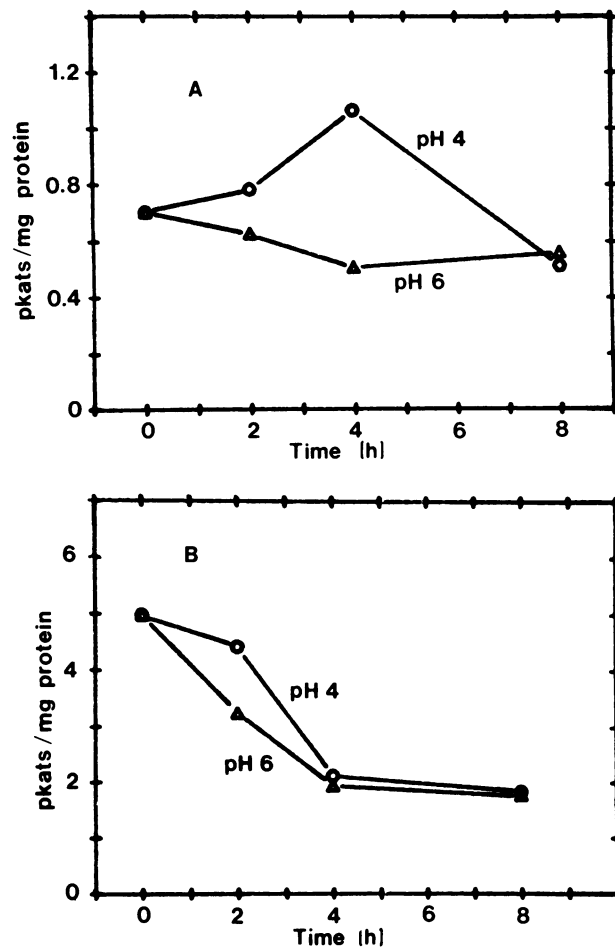 A
pkats/mg protein
1.2
0.8
0.4
0
pH 4
pH 6
0 2 4 6 8
Time [h]
B
pkats/mg protein
6
4
2
0
pH 4
pH 6
0 2 4 6 8
Time [h]